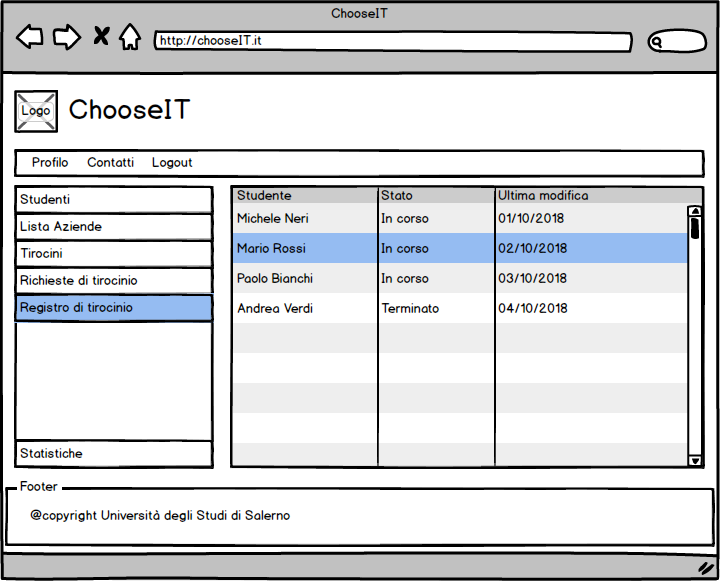 ChooseIT
http://chooseIT.it
Logo
ChooseIT
Profilo Contatti Logout
Studenti
Lista Aziende
Tirocini
Richieste di tirocinio
Registro di tirocinio
Statistiche
Studente Stato Ultima modifica
Michele Neri In corso 01/10/2018
Mario Rossi In corso 02/10/2018
Paolo Bianchi In corso 03/10/2018
Andrea Verdi Terminato 04/10/2018
Footer
@copyright Università degli Studi di Salerno